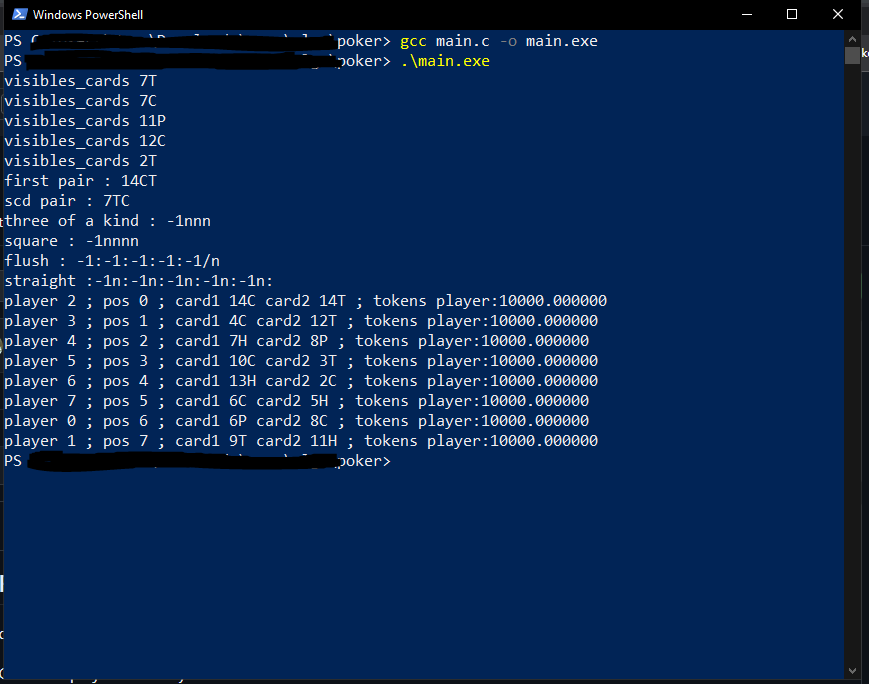 Windows PowerShell
PS poker> gcc main.c -o main.exe
PS poker> .\main.exe
visibles_cards 7T
visibles_cards 7C
visibles_cards 11P
visibles_cards 12C
visibles_cards 2T
first pair : 14CT
scd pair : 7TC
three of a kind : -1nnn
square : -1nnnn
flush : -1:-1:-1:-1:-1/n
straight :-1n:-1n:-1n:-1n:-1n:
player 2 ; pos 0 ; card1 14C card2 14T ; tokens player:10000.000000
player 3 ; pos 1 ; card1 4C card2 12T ; tokens player:10000.000000
player 4 ; pos 2 ; card1 7H card2 8P ; tokens player:10000.000000
player 5 ; pos 3 ; card1 10C card2 3T ; tokens player:10000.000000
player 6 ; pos 4 ; card1 13H card2 2C ; tokens player:10000.000000
player 7 ; pos 5 ; card1 6C card2 5H ; tokens player:10000.000000
player 0 ; pos 6 ; card1 6P card2 8C ; tokens player:10000.000000
player 1 ; pos 7 ; card1 9T card2 11H ; tokens player:10000.000000
PS poker>